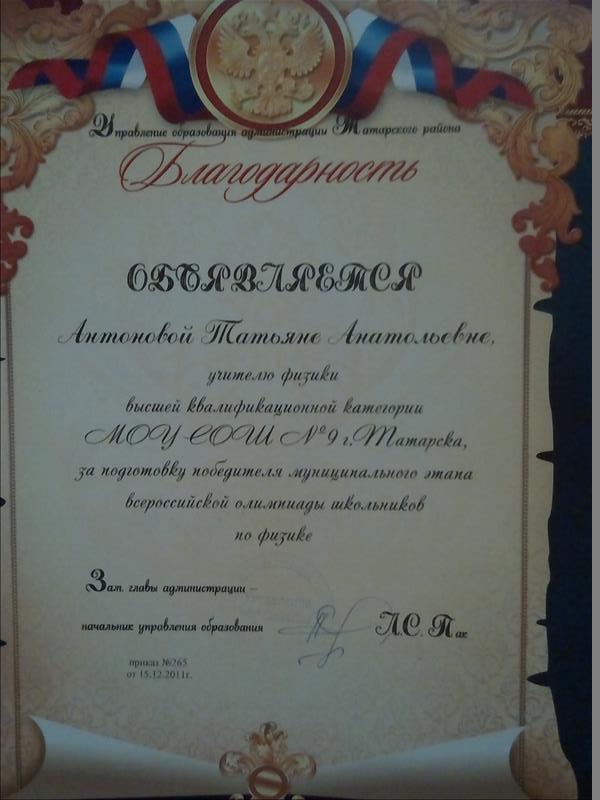 Управление образования администрации Татарского района
Благодарность
ОБЪЯВЛЯЕТСЯ
Антоновой Татьяне Анатольевне,
учителю физики
высшей квалификационной категории
МОУ-СОШ №9 г.Татарска,
за подготовку победителя муниципального этапа
всероссийской олимпиады школьников
по физике
Зам. главы администрации –
начальник управления образования Л.С. Пак
приказ №265
от 15.12.2011г.